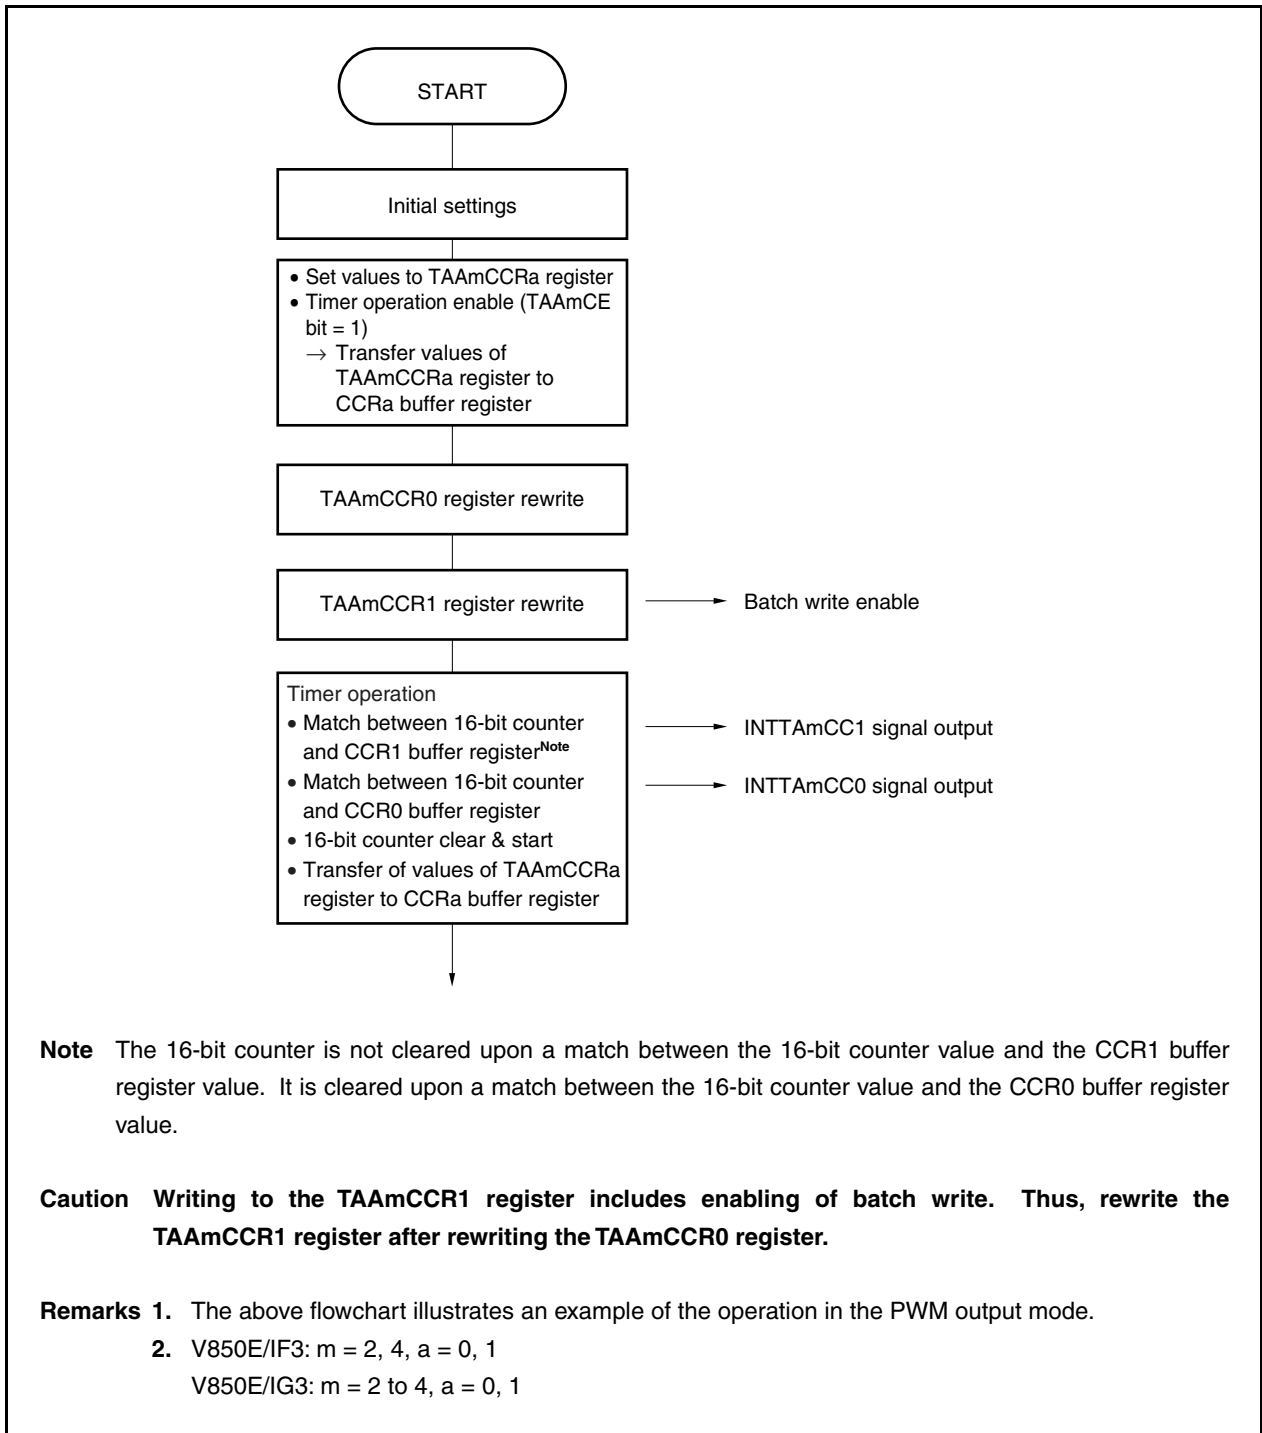 START
Initial settings
• Set values to TAAmCCRa register
• Timer operation enable (TAAmCE
bit = 1)
→ Transfer values of
TAAmCCRa register to
CCRa buffer register
TAAmCCR0 register rewrite
TAAmCCR1 register rewrite
Batch write enable
Timer operation
• Match between 16-bit counter
and CCR1 buffer registerNote
INTTAmCC1 signal output
• Match between 16-bit counter
and CCR0 buffer register
INTTAmCC0 signal output
• 16-bit counter clear & start
• Transfer of values of TAAmCCRa
register to CCRa buffer register
Note The 16-bit counter is not cleared upon a match between the 16-bit counter value and the CCR1 buffer
register value. It is cleared upon a match between the 16-bit counter value and the CCR0 buffer register
value.
Caution Writing to the TAAmCCR1 register includes enabling of batch write. Thus, rewrite the
TAAmCCR1 register after rewriting the TAAmCCR0 register.
Remarks 1. The above flowchart illustrates an example of the operation in the PWM output mode.
2. V850E/IF3: m = 2, 4, a = 0, 1
V850E/IG3: m = 2 to 4, a = 0, 1